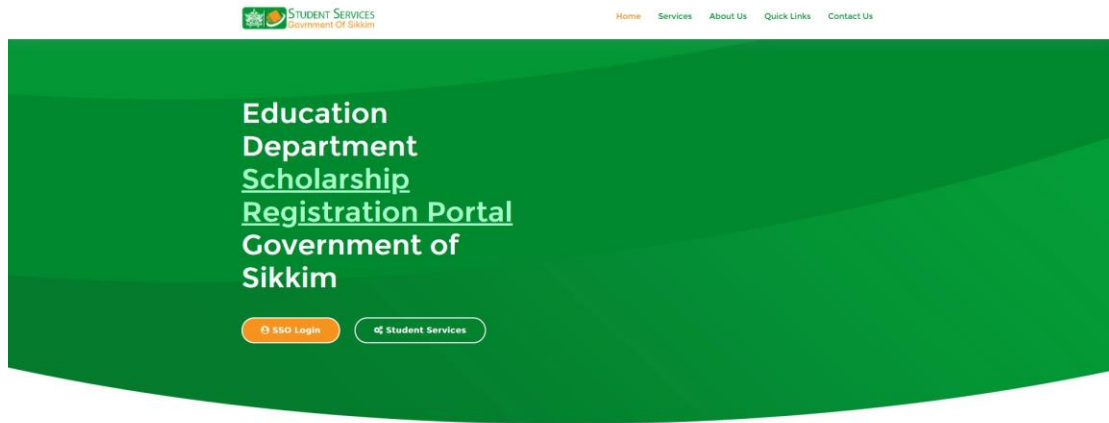 STUDENT SERVICES
Govrnment Of Sikkim
Home Services About Us Quick Links Contact Us
Education
Department
Scholarship
Registration Portal
Government of
Sikkim
SSO Login
Student Services